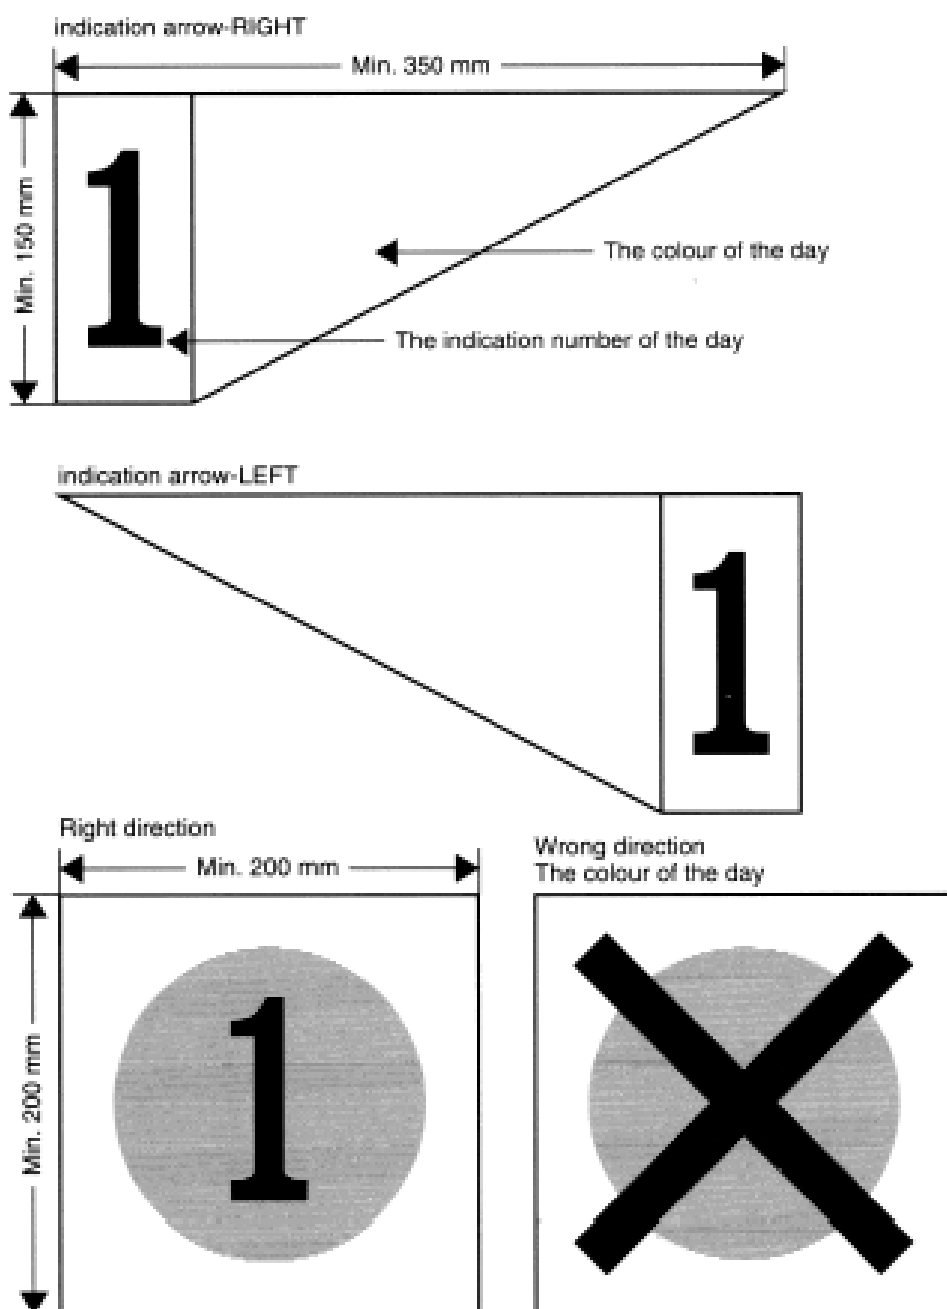 indication arrow-RIGHT
Min. 350 mm
Min. 150 mm
1
The colour of the day
The indication number of the day
indication arrow-LEFT
1
Right direction
Min. 200 mm
Wrong direction
The colour of the day
Min. 200 mm
1